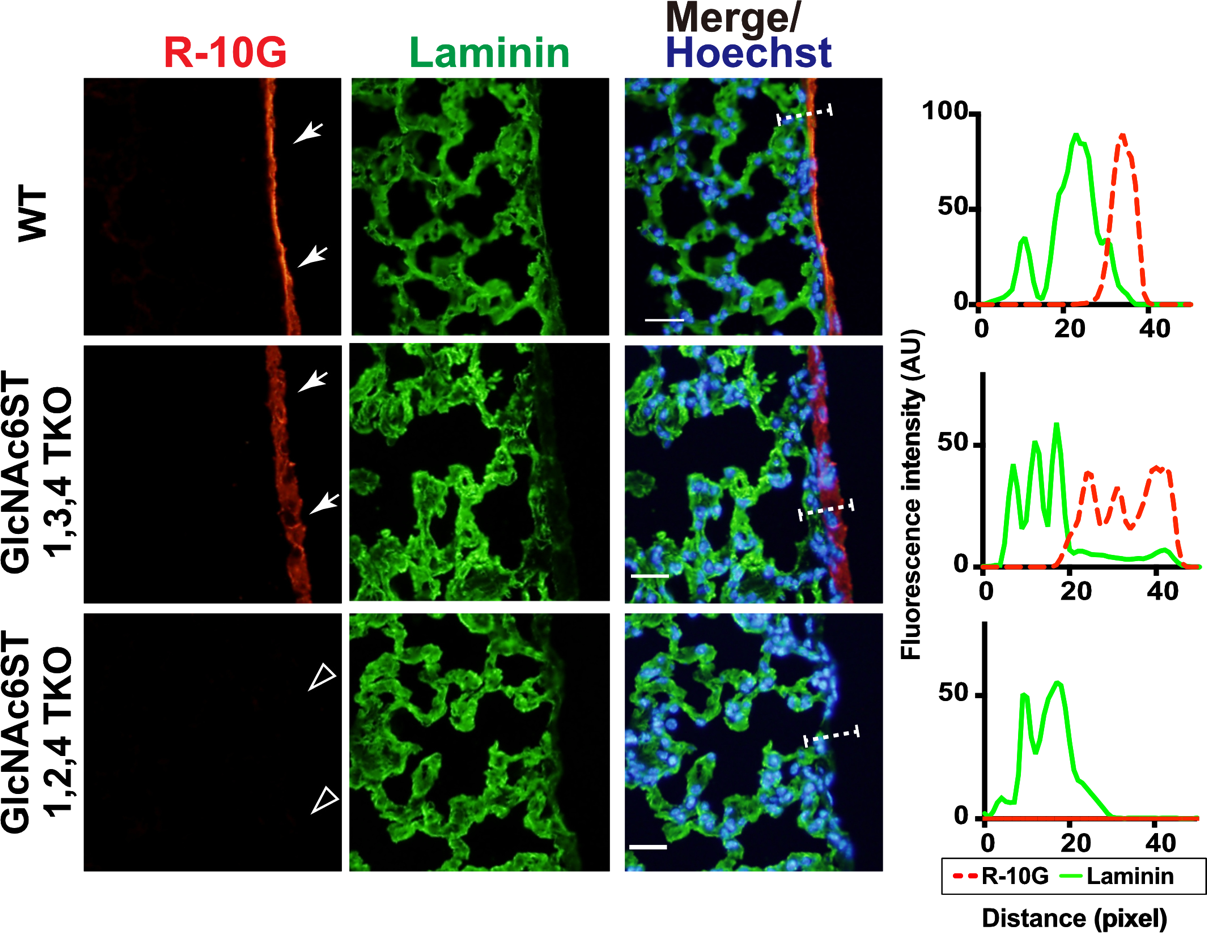 R-10G
Laminin
Merge/
Hoechst
WT
GlcNAc6ST
1,3,4 TKO
GlcNAc6ST
1,2,4 TKO
Fluorescence intensity (AU)
100
50
0
0 20 40
50
0
0 20 40
50
0
0 20 40
R-10G Laminin
Distance (pixel)